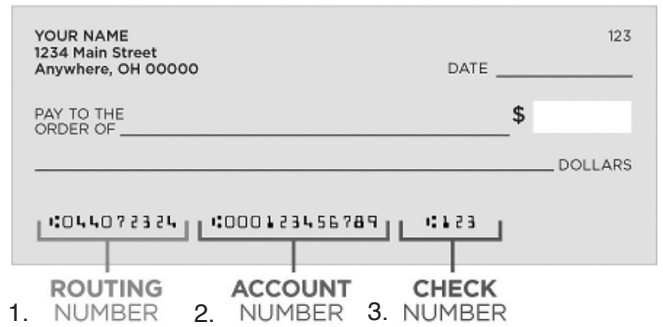 YOUR NAME
123
1234 Main Street
Anywhere, OH 00000
DATE
PAY TO THE
ORDER OF
$
DOLLARS
⑆044072324⑆ ⑆000123456789 ⑆123
ROUTING ACCOUNT CHECK
1. NUMBER 2. NUMBER 3. NUMBER